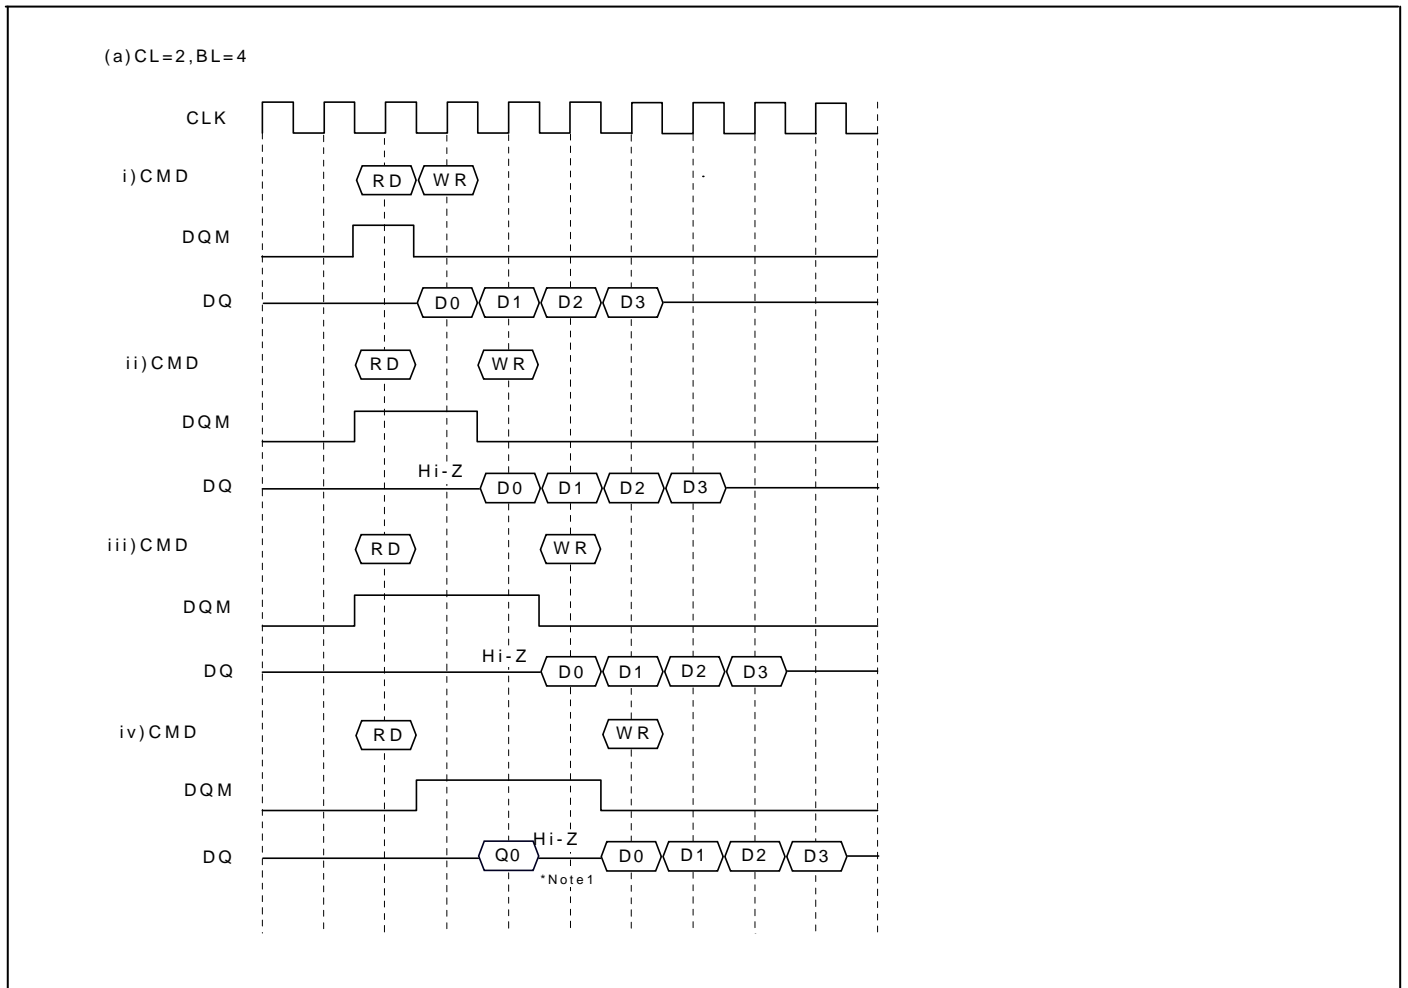 (a)CL=2,BL=4
CLK
i)CMD RD WR
DQM
DQ D0 D1 D2 D3
ii)CMD RD WR
DQM
Hi-Z
DQ D0 D1 D2 D3
iii)CMD RD WR
DQM
Hi-Z
DQ D0 D1 D2 D3
iv)CMD RD WR
DQM
Hi-Z
DQ Q0 D0 D1 D2 D3
*Note1